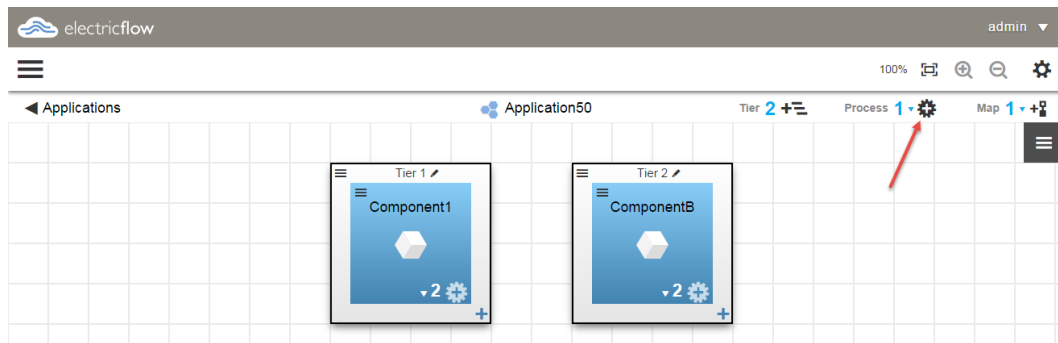 electricflow
admin
100%
Applications
Application50
Tier 2
Process 1
Map 1
Tier 1
Tier 2
Component1
ComponentB
2
2